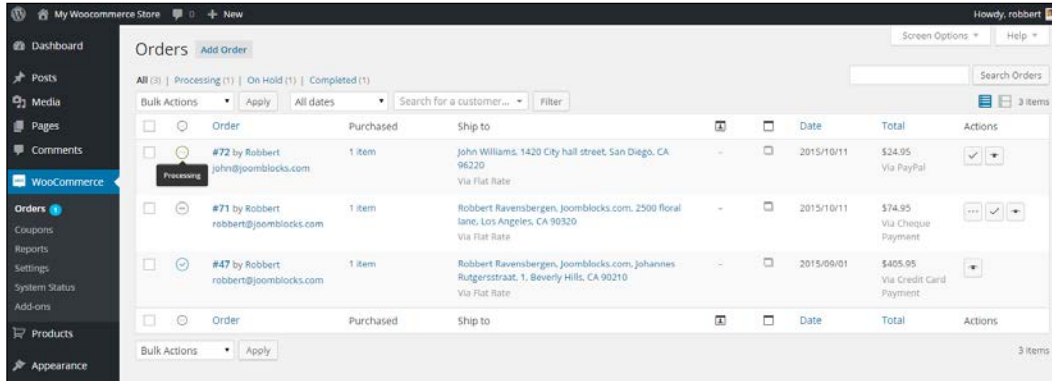 My Woocommerce Store 0 + New Howdy, robbert
Dashboard
Posts
Media
Pages
Comments
WooCommerce
Orders 1
Coupons
Reports
Settings
System Status
Add-ons
Products
Appearance
Screen Options Help
Orders Add Order
All (3) | Processing (1) | On Hold (1) | Completed (1)
Search Orders
Bulk Actions Apply All dates Search for a customer... Filter 3 items
Order Purchased Ship to Date Total Actions
#72 by Robbert 1 item John Williams, 1420 City hall street, San Diego, CA 2015/10/11 $24.95
john@joomblocks.com 96220 Via PayPal
Processing
Via Flat Rate
#71 by Robbert 1 item Robbert Ravensbergen, Joomblocks.com, 2500 floral 2015/10/11 $74.95
robbert@joomblocks.com lane, Los Angeles, CA 90320 Via Cheque
Via Flat Rate Payment
#47 by Robbert 1 item Robbert Ravensbergen, Joomblocks.com, Johannes 2015/09/01 $405.95
robbert@joomblocks.com Rutgersstraat, 1, Beverly Hills, CA 90210 Via Credit Card
Via Flat Rate Payment
Order Purchased Ship to Date Total Actions
Bulk Actions Apply 3 items